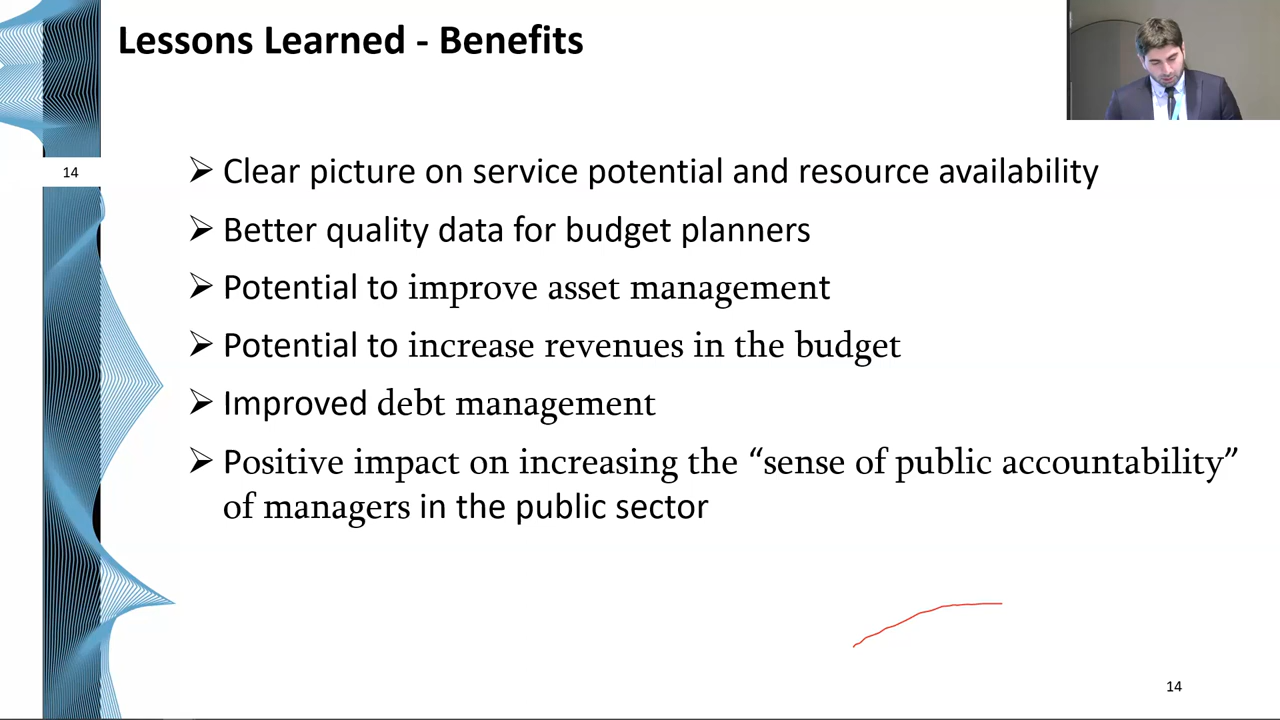 Lessons Learned - Benefits
14
➢ Clear picture on service potential and resource availability
➢ Better quality data for budget planners
➢ Potential to improve asset management
➢ Potential to increase revenues in the budget
➢ Improved debt management
➢ Positive impact on increasing the “sense of public accountability”
of managers in the public sector
14